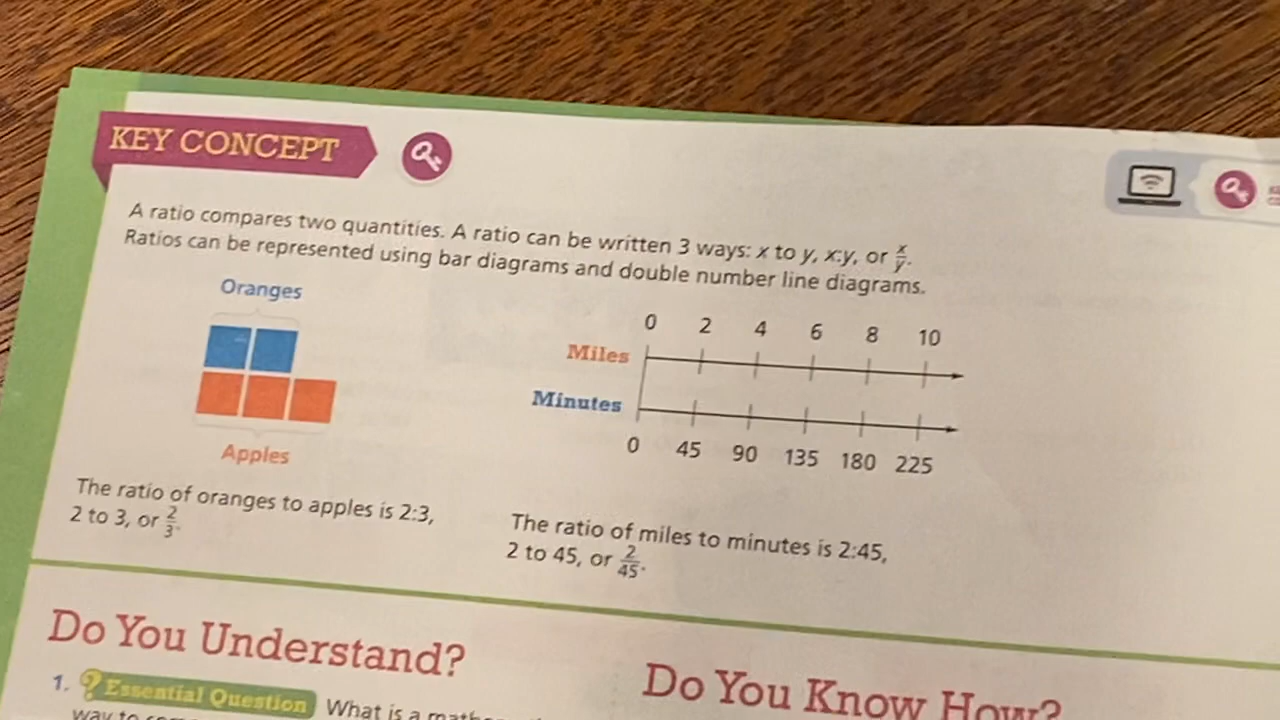 KEY CONCEPT
A ratio compares two quantities. A ratio can be written 3 ways: x to y, x:y, or x/y.
Ratios can be represented using bar diagrams and double number line diagrams.
Oranges
Apples
The ratio of oranges to apples is 2:3,
2 to 3, or 2/3.
0 2 4 6 8 10
Miles
Minutes
0 45 90 135 180 225
The ratio of miles to minutes is 2:45,
2 to 45, or 2/45.
Do You Understand?
1. ? Essential Question What is a
way to
Do You Know How?